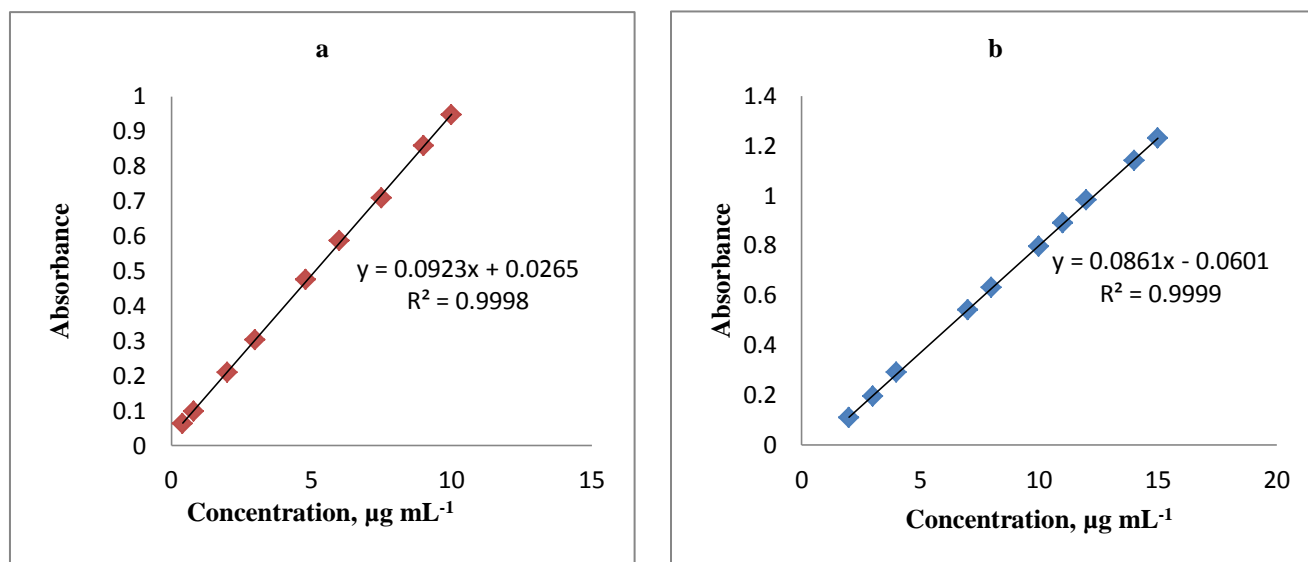 a
1
0.9
0.8
0.7
0.6
0.5
0.4
0.3
0.2
0.1
0
Absorbance
y = 0.0923x + 0.0265
R² = 0.9998
0 5 10 15
Concentration, µg mL-1
b
1.4
1.2
1
0.8
0.6
0.4
0.2
0
Absorbance
y = 0.0861x - 0.0601
R² = 0.9999
0 5 10 15 20
Concentration, µg mL-1